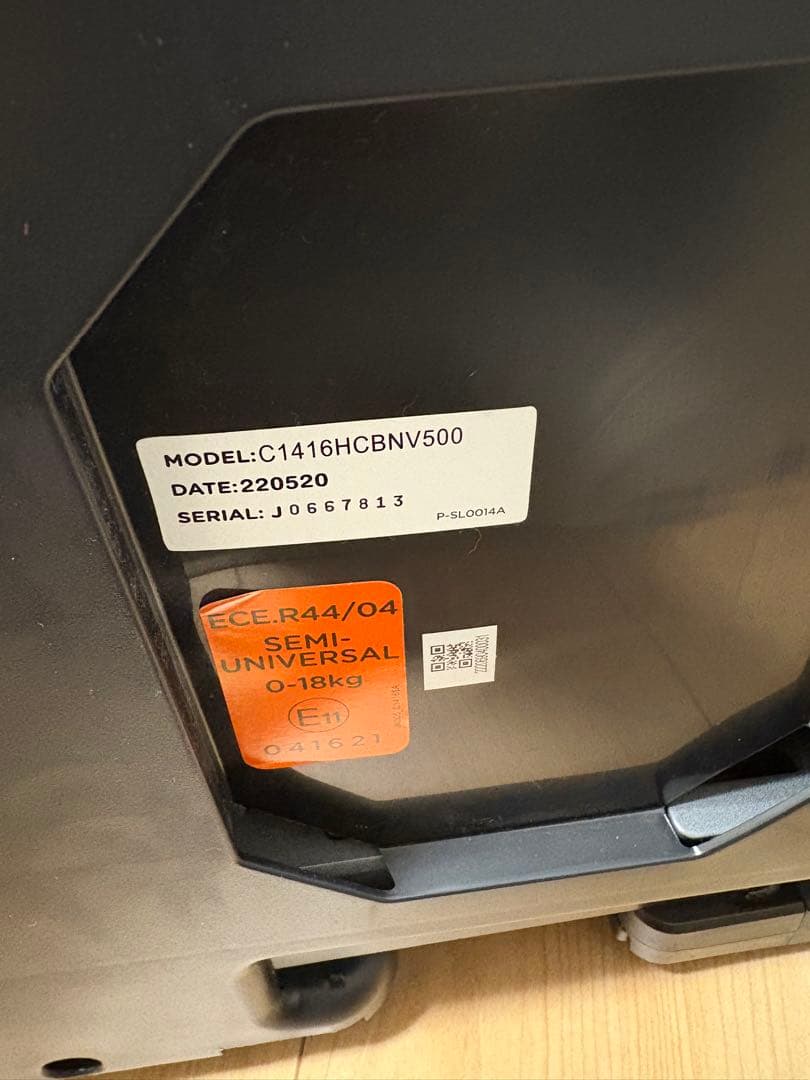 MODEL:C1416HCBNV500
DATE:220520
SERIAL: J0667813
P-SL0014A
ECE.R44/04
SEMI-
UNIVERSAL
0-18kg
E11
041621